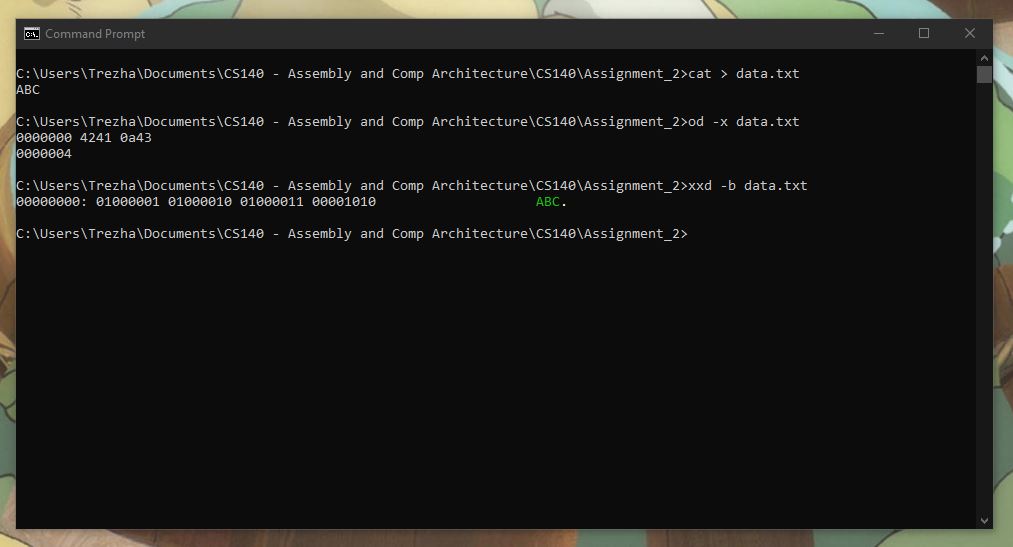 Command Prompt
C:\Users\Trezha\Documents\CS140 - Assembly and Comp Architecture\CS140\Assignment_2>cat > data.txt
ABC
C:\Users\Trezha\Documents\CS140 - Assembly and Comp Architecture\CS140\Assignment_2>od -x data.txt
0000000 4241 0a43
0000004
C:\Users\Trezha\Documents\CS140 - Assembly and Comp Architecture\CS140\Assignment_2>xxd -b data.txt
00000000: 01000001 01000010 01000011 00001010                    ABC.
C:\Users\Trezha\Documents\CS140 - Assembly and Comp Architecture\CS140\Assignment_2>